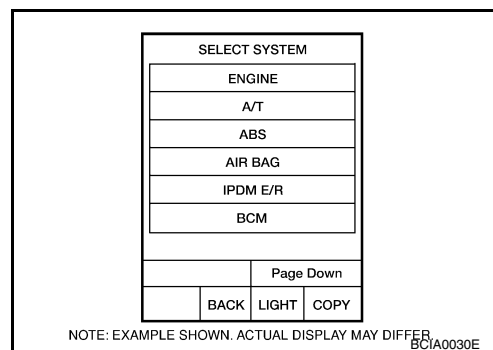 SELECT SYSTEM
ENGINE
A/T
ABS
AIR BAG
IPDM E/R
BCM
Page Down
BACK LIGHT COPY
NOTE: EXAMPLE SHOWN. ACTUAL DISPLAY MAY DIFFER.
BCIA0030E